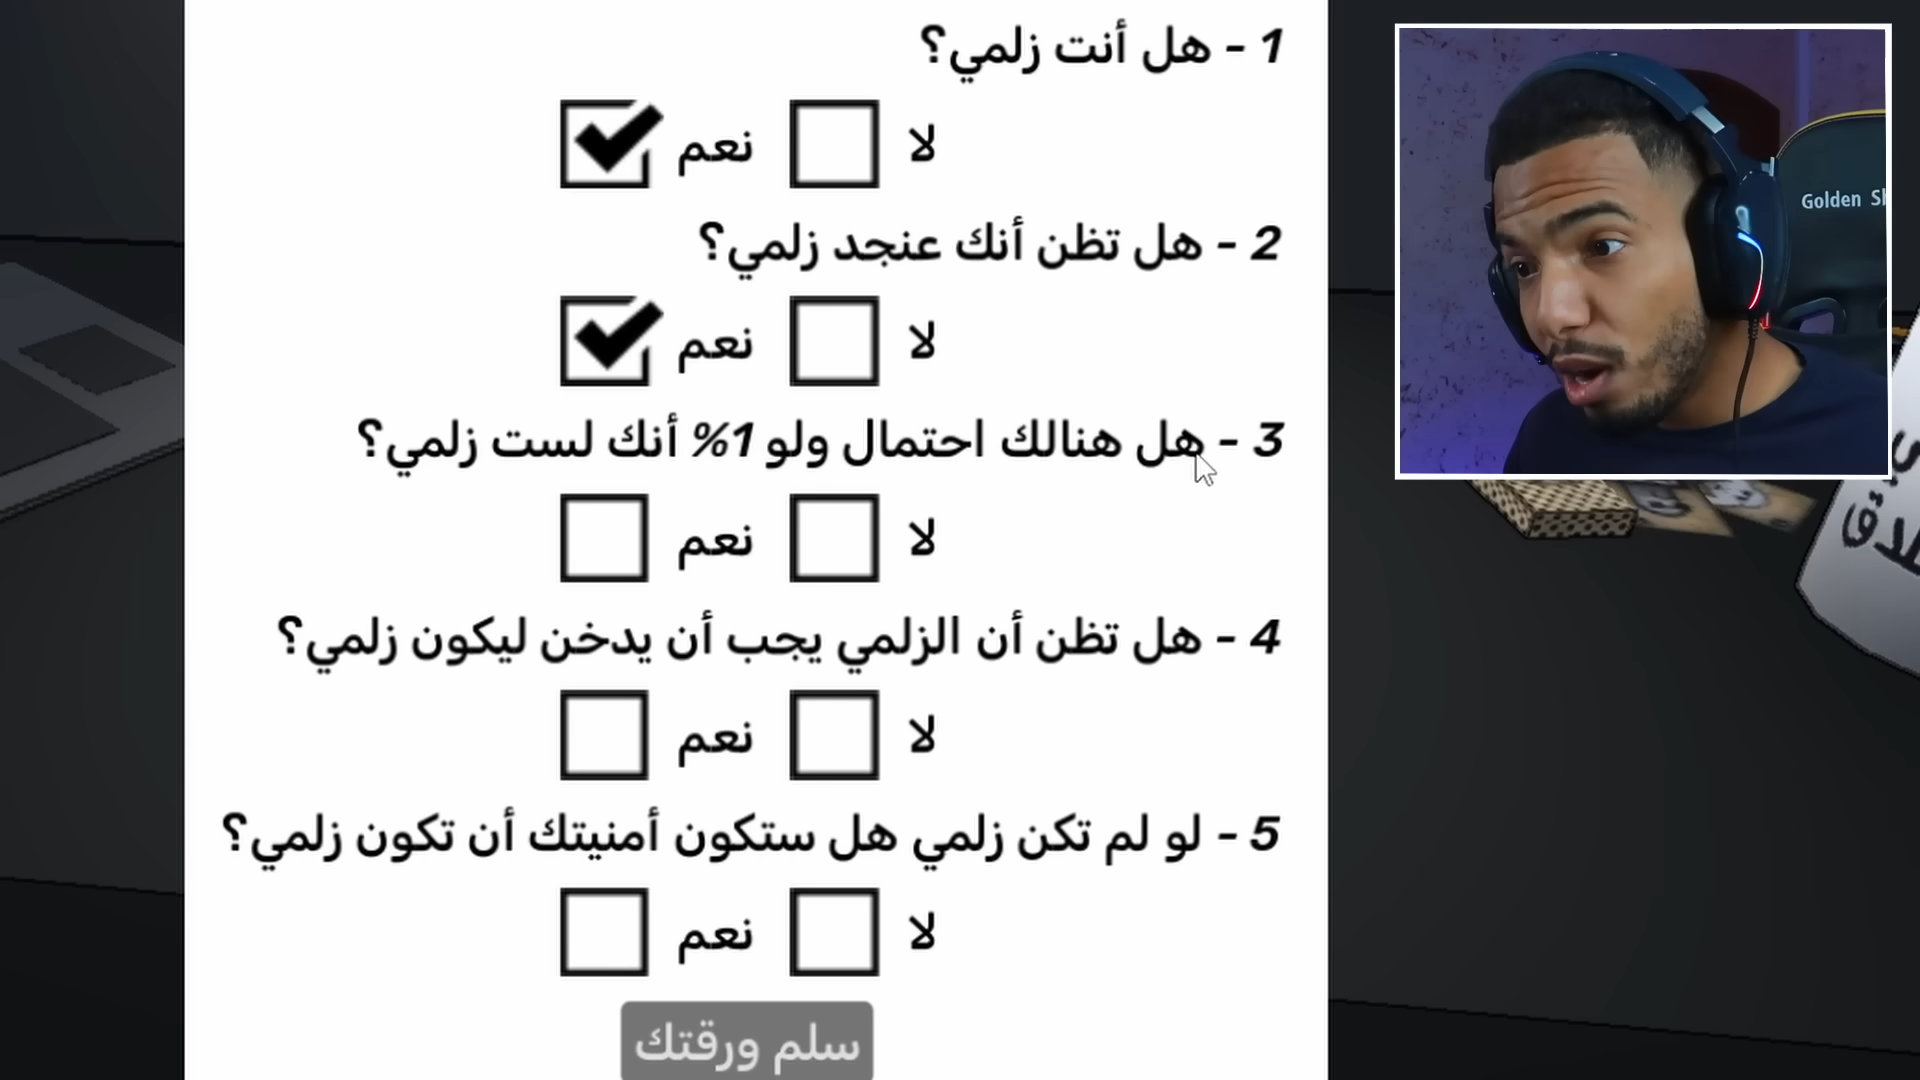 1 - هل أنت زلمي؟
لا نعم
2 - هل تظن أنك عنجد زلمي؟
لا نعم
3 - هل هنالك احتمال ولو 1% أنك لست زلمي؟
لا نعم
4 - هل تظن أن الزلمي يجب أن يدخن ليكون زلمي؟
لا نعم
5 - لو لم تكن زلمي هل ستكون أمنيتك أن تكون زلمي؟
لا نعم
سلم ورقتك
Golden